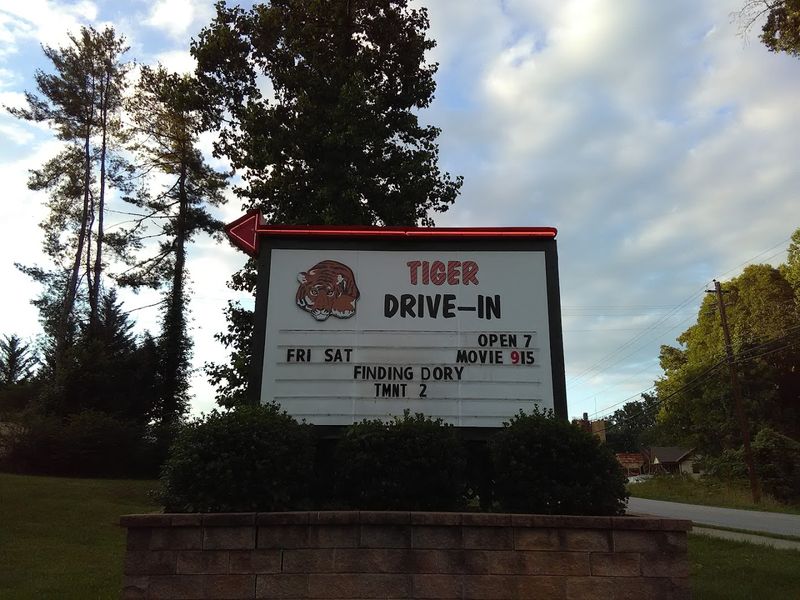 TIGER
DRIVE-IN
OPEN 7
FRI SAT MOVIE 915
FINDING DORY
TMNT 2